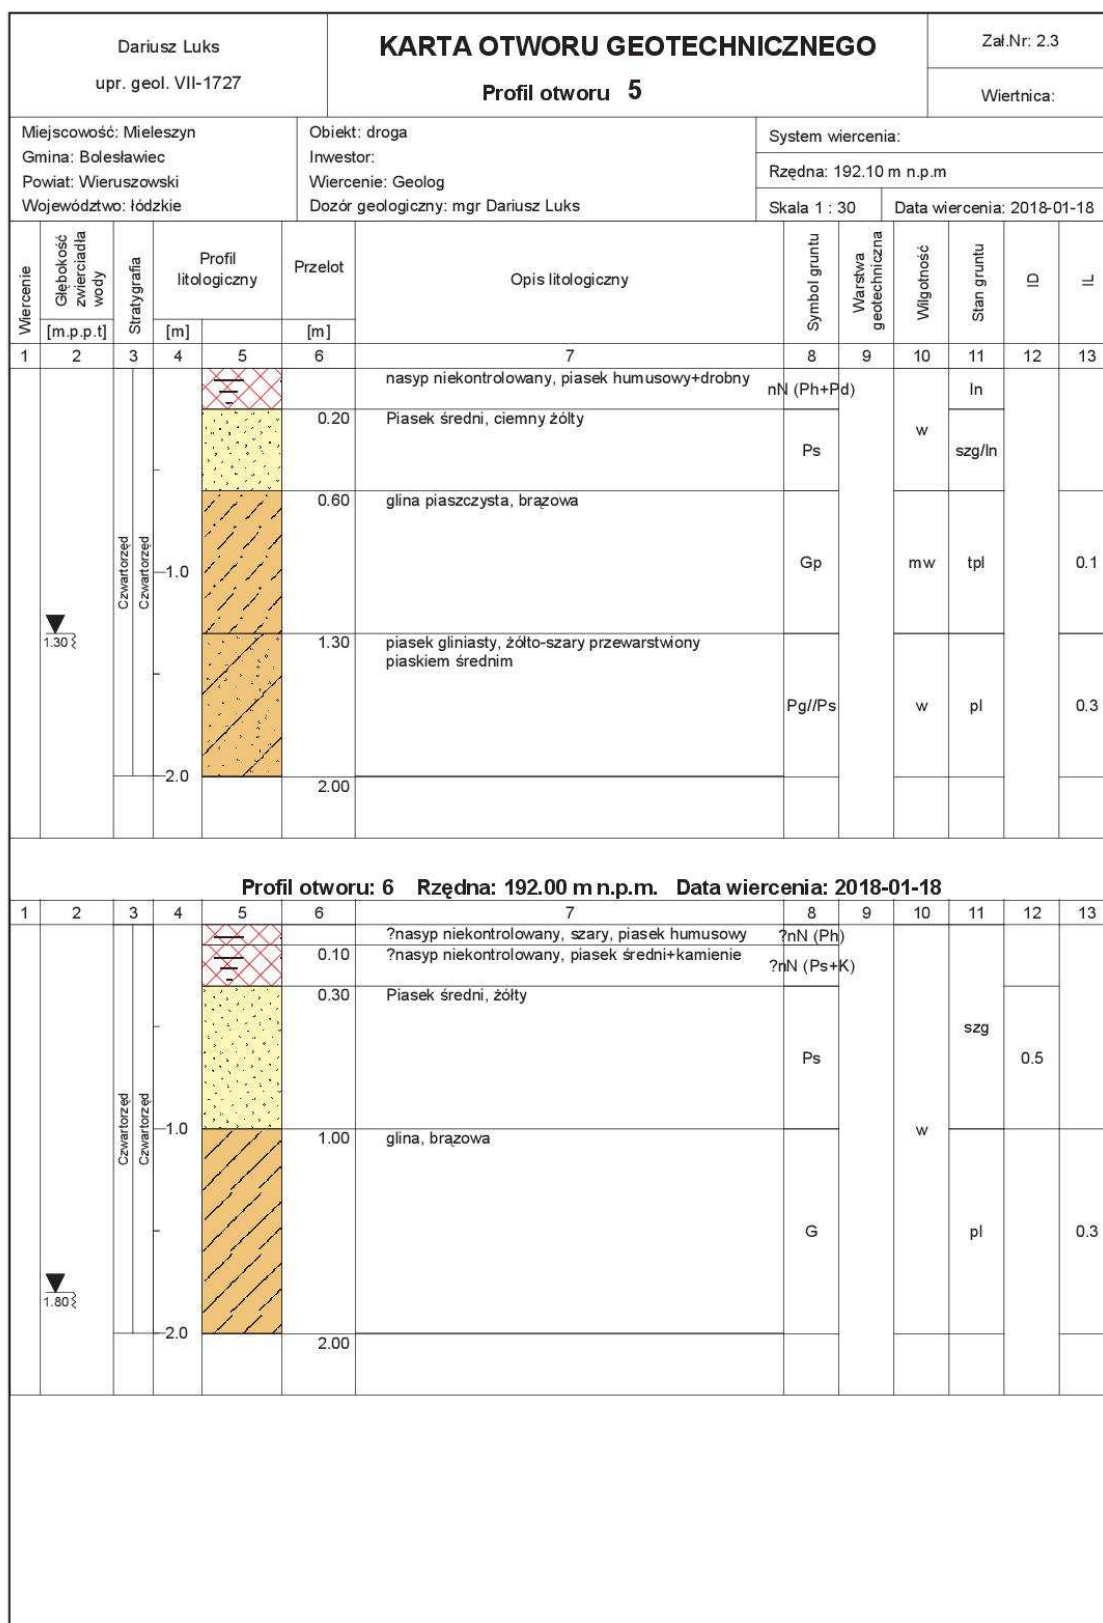 Dariusz Luks
upr. geol. VII-1727
KARTA OTWORU GEOTECHNICZNEGO
Profil otworu 5
Zał.Nr: 2.3
Wiertnica:
Miejscowość: Mieleszyn
Gmina: Bolesławiec
Powiat: Wieruszowski
Województwo: łódzkie
Obiekt: droga
Inwestor:
Wiercenie: Geolog
Dozór geologiczny: mgr Dariusz Luks
System wiercenia:
Rzędna: 192.10 m n.p.m
Skala 1 : 30
Data wiercenia: 2018-01-18
Wiercenie
Głębokość
zwierciadła
wody
[m.p.p.t]
Stratygrafia
Profil
litologiczny
[m]
Przelot
[m]
Opis litologiczny
Symbol gruntu
Warstwa
geotechniczna
Wilgotność
Stan gruntu
ID
IL
1 2 3 4 5 6 7 8 9 10 11 12 13
nasyp niekontrolowany, piasek humusowy+drobny nN (Ph+Pd) ln
0.20 Piasek średni, ciemny żółty
w
Ps szg/ln
0.60 glina piaszczysta, brązowa
Czwartorzęd
Czwartorzęd
1.0 Gp mw tpl 0.1
1.30
1.30 piasek gliniasty, żółto-szary przewarstwiony
piaskiem średnim
Pg//Ps w pl 0.3
2.0
2.00
Profil otworu: 6 Rzędna: 192.00 m n.p.m. Data wiercenia: 2018-01-18
1 2 3 4 5 6 7 8 9 10 11 12 13
?nasyp niekontrolowany, szary, piasek humusowy ?nN (Ph)
0.10 ?nasyp niekontrolowany, piasek średni+kamienie ?nN (Ps+K)
0.30 Piasek średni, żółty
szg
Ps 0.5
Czwartorzęd
Czwartorzęd
1.0 w
1.00 glina, brązowa
G pl 0.3
1.80
2.0
2.00